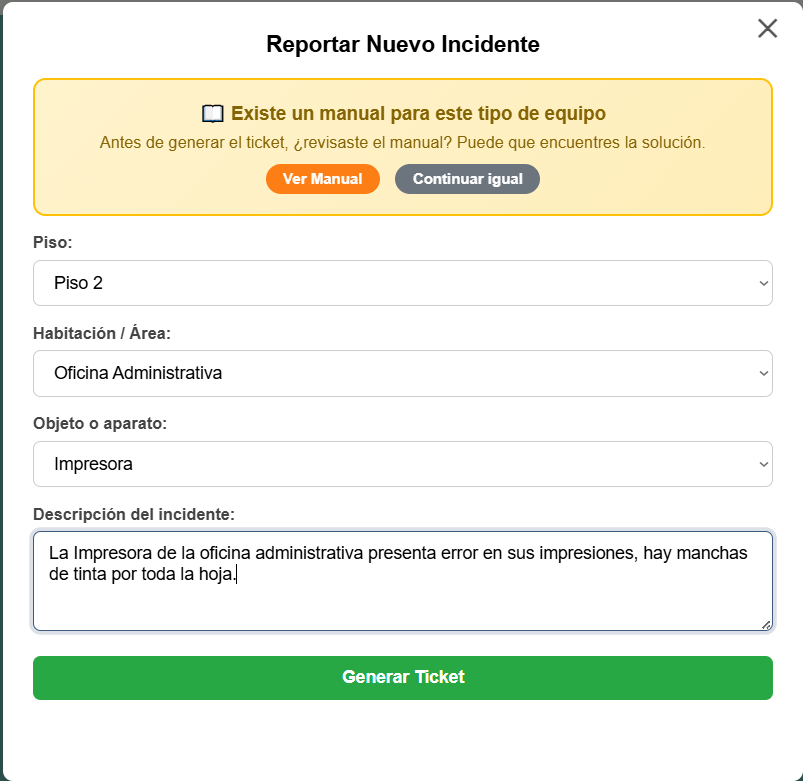 Reportar Nuevo Incidente
Existe un manual para este tipo de equipo
Antes de generar el ticket, ¿revisaste el manual? Puede que encuentres la solución.
Ver Manual
Continuar igual
Piso:
Piso 2
Habitación / Área:
Oficina Administrativa
Objeto o aparato:
Impresora
Descripción del incidente:
La Impresora de la oficina administrativa presenta error en sus impresiones, hay manchas
de tinta por toda la hoja.
Generar Ticket